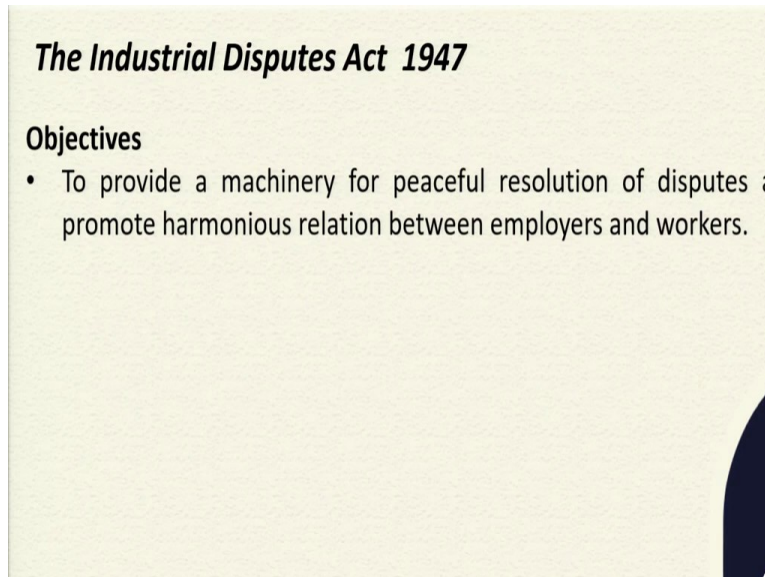 The Industrial Disputes Act 1947
Objectives
• To provide a machinery for peaceful resolution of disputes
promote harmonious relation between employers and workers.